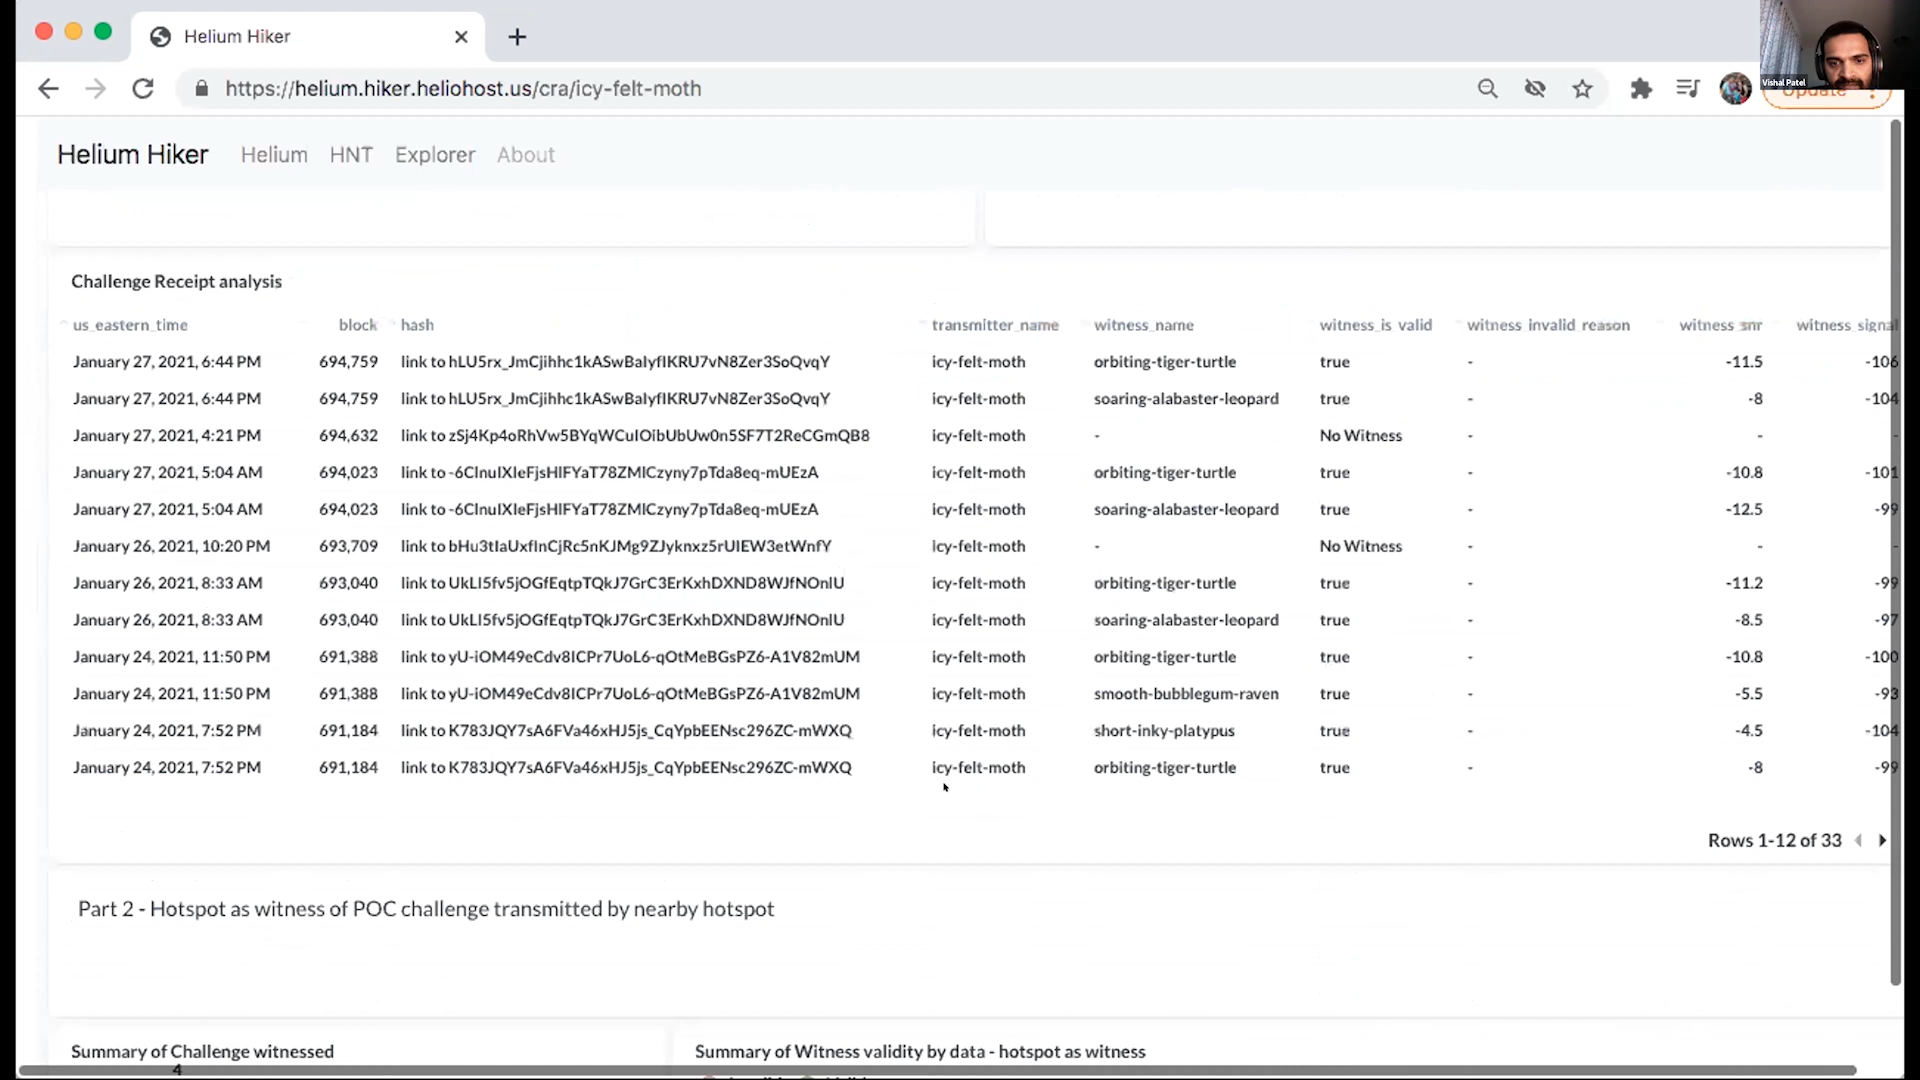 Helium Hiker
https://helium.hiker.heliohost.us/cra/icy-felt-moth
Vishal Patel
Update
Helium Hiker Helium HNT Explorer About
Challenge Receipt analysis
us_eastern_time block hash transmitter_name witness_name witness_is_valid witness_invalid_reason witness_snr witness_signal
January 27, 2021, 6:44 PM 694,759 link to hLU5rx_JmCjihhc1kASwBaIyfIKRU7vN8Zer3SoQvqY icy-felt-moth orbiting-tiger-turtle true - -11.5 -106
January 27, 2021, 6:44 PM 694,759 link to hLU5rx_JmCjihhc1kASwBaIyfIKRU7vN8Zer3SoQvqY icy-felt-moth soaring-alabaster-leopard true - -8 -104
January 27, 2021, 4:21 PM 694,632 link to zSj4Kp4oRhVw5BYqWCuIOibUbUw0n5SF7T2ReCGmQB8 icy-felt-moth - No Witness - - -
January 27, 2021, 5:04 AM 694,023 link to -6ClnuIXIeFjsHIFYaT78ZMICzyny7pTda8eq-mUEzA icy-felt-moth orbiting-tiger-turtle true - -10.8 -101
January 27, 2021, 5:04 AM 694,023 link to -6ClnuIXIeFjsHIFYaT78ZMICzyny7pTda8eq-mUEzA icy-felt-moth soaring-alabaster-leopard true - -12.5 -99
January 26, 2021, 10:20 PM 693,709 link to bHu3tIaUxfInCjRc5nKJMg9ZJyknxz5rUIEW3etWnfY icy-felt-moth - No Witness - - -
January 26, 2021, 8:33 AM 693,040 link to UkLI5fv5jOGfEqtpTQkJ7GrC3ErKxhDXND8WJfNOnIU icy-felt-moth orbiting-tiger-turtle true - -11.2 -99
January 26, 2021, 8:33 AM 693,040 link to UkLI5fv5jOGfEqtpTQkJ7GrC3ErKxhDXND8WJfNOnIU icy-felt-moth soaring-alabaster-leopard true - -8.5 -97
January 24, 2021, 11:50 PM 691,388 link to yU-iOM49eCdv8ICPr7UoL6-qOtMeBGsPZ6-A1V82mUM icy-felt-moth orbiting-tiger-turtle true - -10.8 -100
January 24, 2021, 11:50 PM 691,388 link to yU-iOM49eCdv8ICPr7UoL6-qOtMeBGsPZ6-A1V82mUM icy-felt-moth smooth-bubblegum-raven true - -5.5 -93
January 24, 2021, 7:52 PM 691,184 link to K783JQY7sA6FVa46xHJ5js_CqYpbEENsc296ZC-mWXQ icy-felt-moth short-inky-platypus true - -4.5 -104
January 24, 2021, 7:52 PM 691,184 link to K783JQY7sA6FVa46xHJ5js_CqYpbEENsc296ZC-mWXQ icy-felt-moth orbiting-tiger-turtle true - -8 -99
Rows 1-12 of 33
Part 2 - Hotspot as witness of POC challenge transmitted by nearby hotspot
Summary of Challenge witnessed Summary of Witness validity by data - hotspot as witness
4